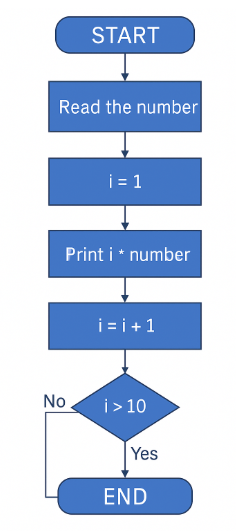 START
Read the number
i = 1
Print i * number
i = i + 1
i > 10
No
Yes
END